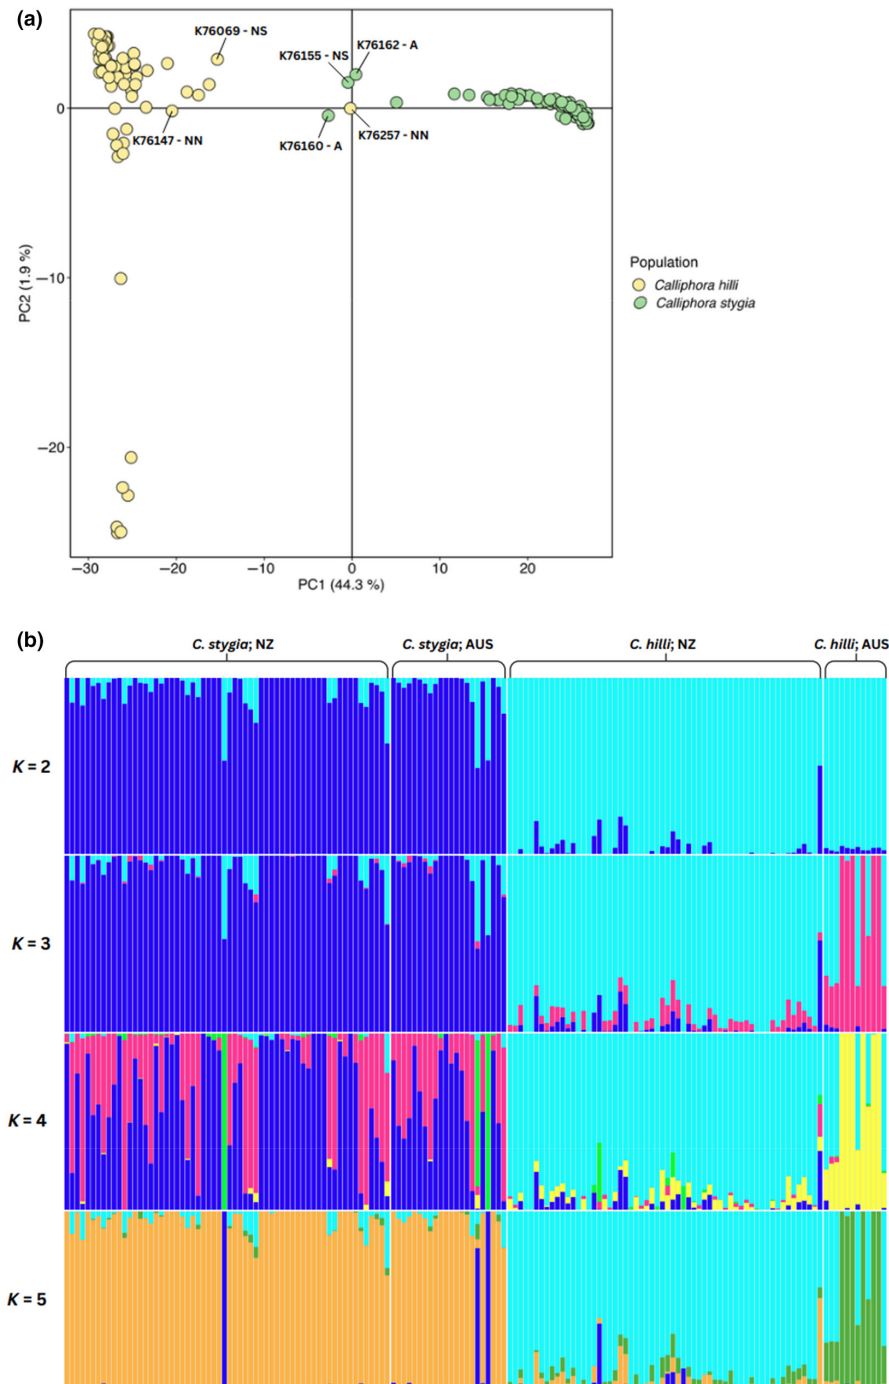 (a)
K76069 - NS
K76155 - NS
K76162 - A
K76147 - NN
K76160 - A
K76257 - NN
0
−10
−20
PC2 (1.9 %)
−30
−20
−10
0
10
20
PC1 (44.3 %)
Population
Calliphora hilli
Calliphora stygia
(b)
C. stygia; NZ
C. stygia; AUS
C. hilli; NZ
C. hilli; AUS
K = 2
K = 3
K = 4
K = 5